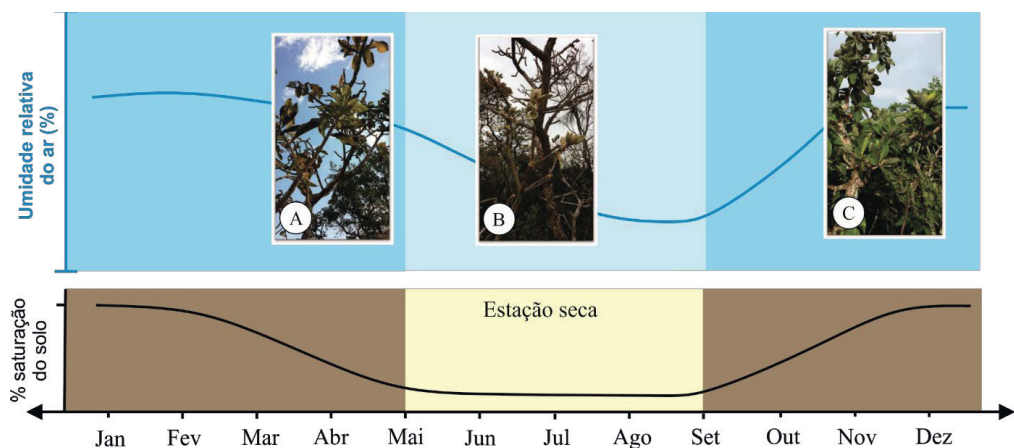 Umidade relativa
do ar (%)
A
B
C
% saturação
do solo
Estação seca
Jan Fev Mar Abr Mai Jun Jul Ago Set Out Nov Dez